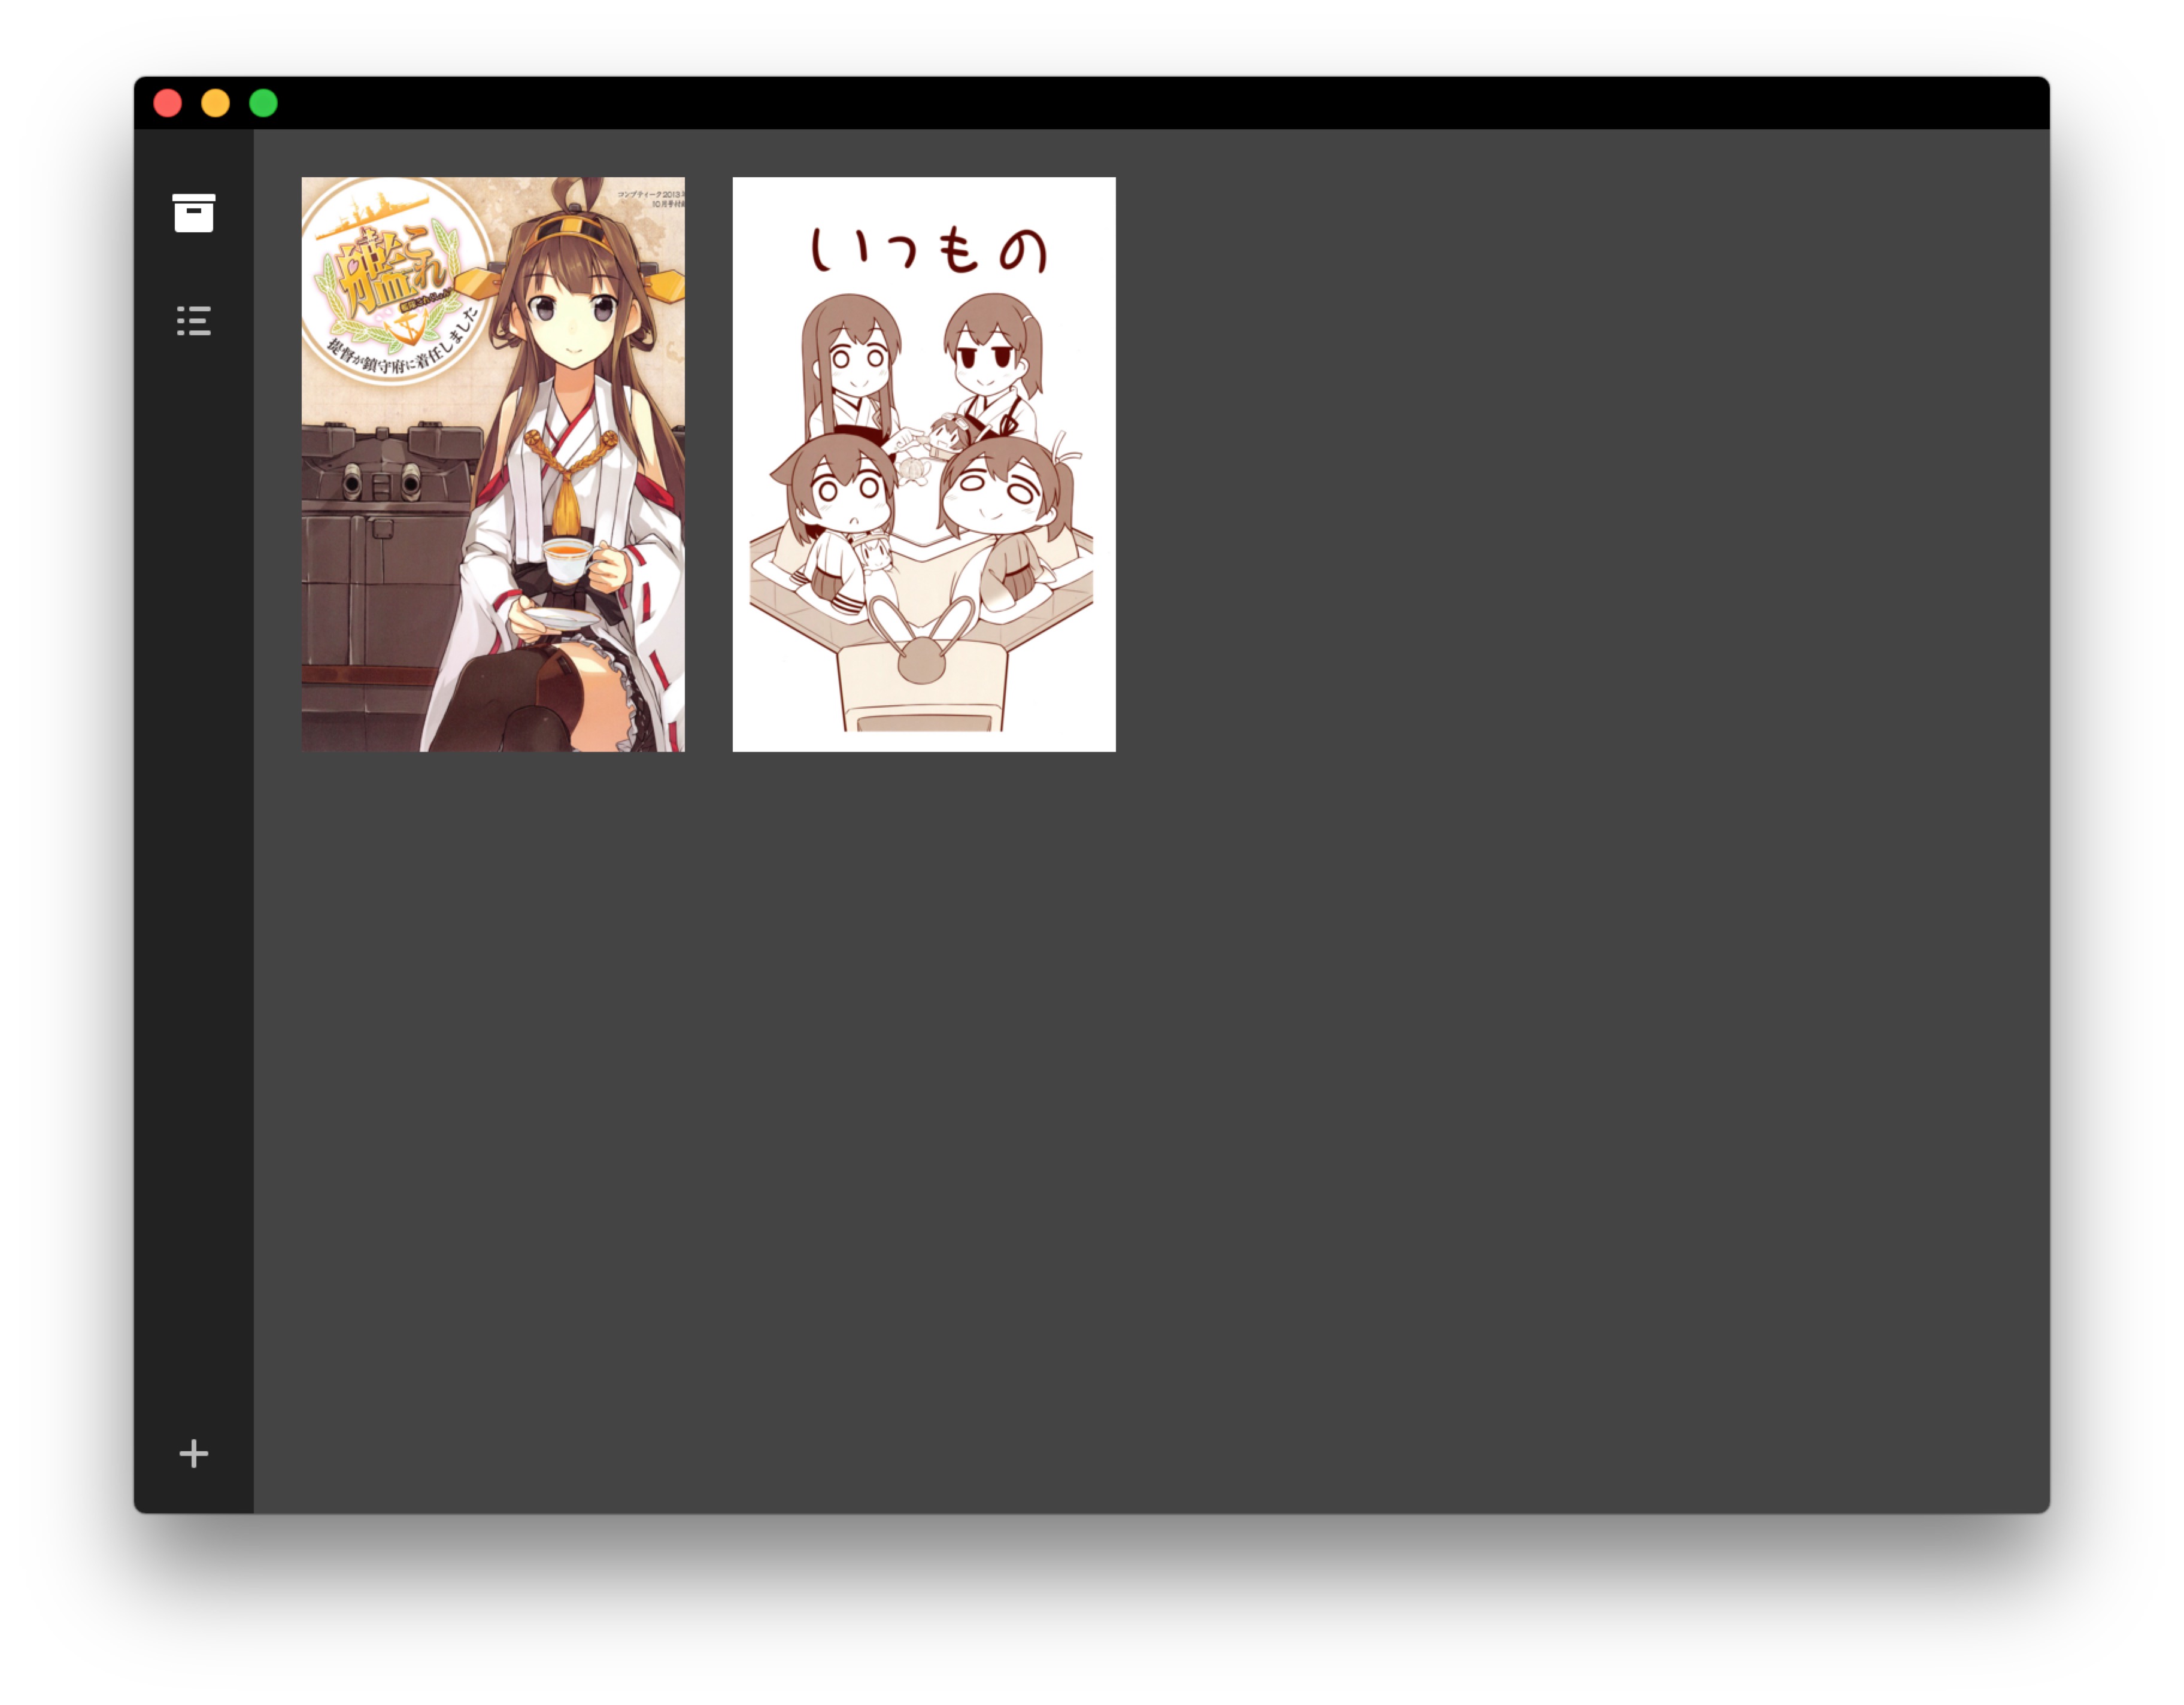 コンプティーク2013年
10月号付録
艦これ
艦隊これくしょん
提督が鎮守府に着任しました
いつもの